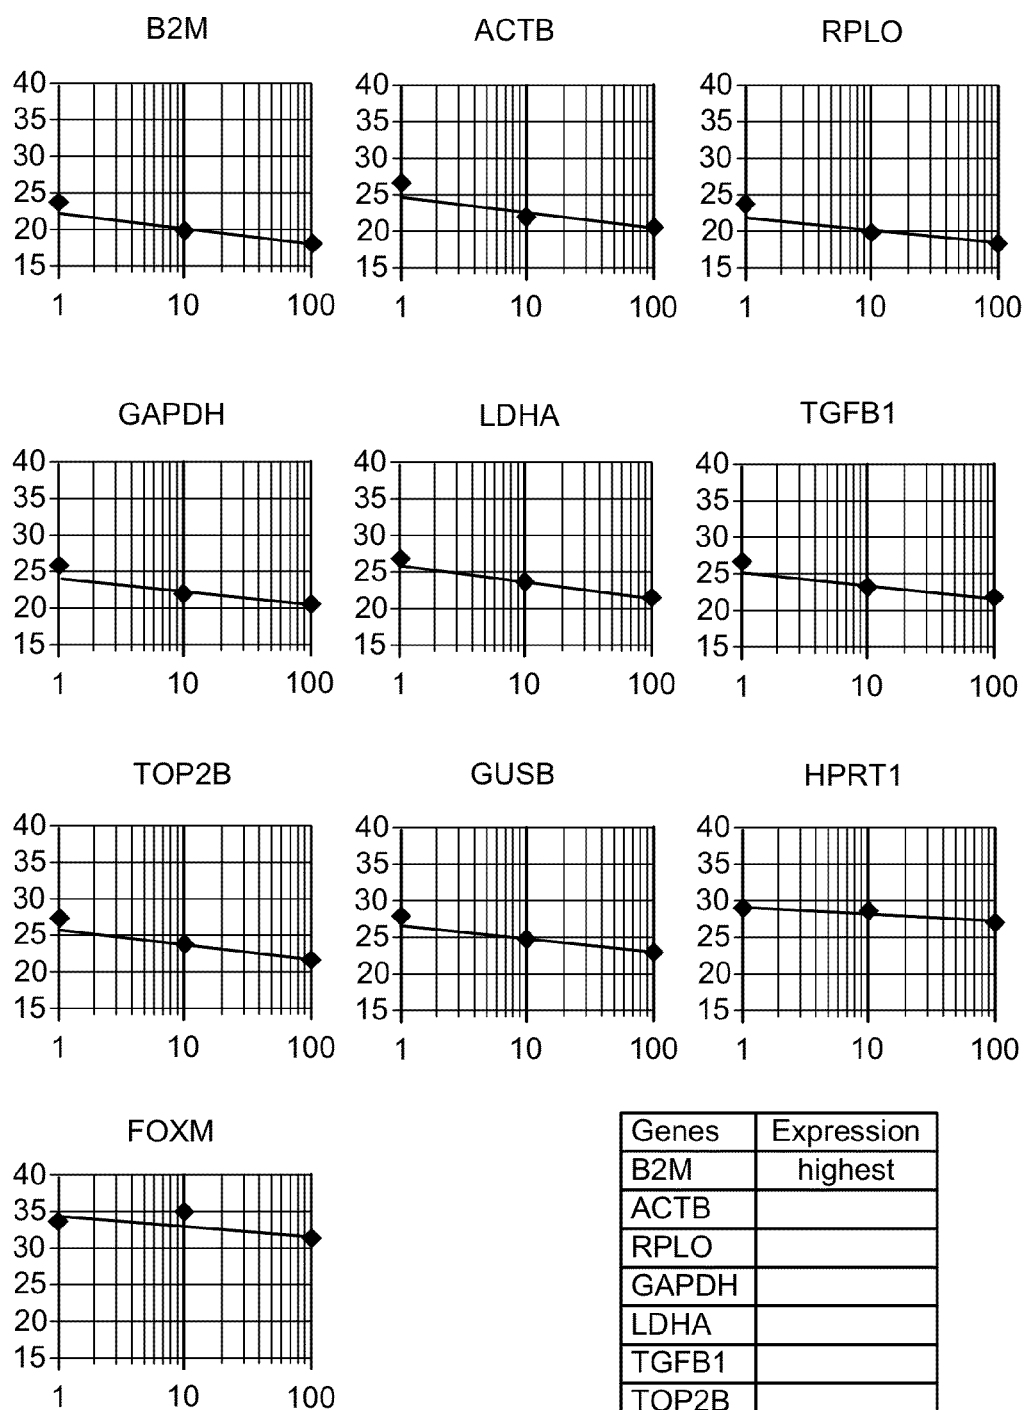 B2M ACTB RPLO
40 40 40
35 35 35
30 30 30
25 25 25
20 20 20
15 15 15
1 10 100 1 10 100 1 10 100
GAPDH LDHA TGFB1
40 40 40
35 35 35
30 30 30
25 25 25
20 20 20
15 15 15
1 10 100 1 10 100 1 10 100
TOP2B GUSB HPRT1
40 40 40
35 35 35
30 30 30
25 25 25
20 20 20
15 15 15
1 10 100 1 10 100 1 10 100
FOXM
40
35
30
25
20
15
1 10 100
Genes Expression
B2M highest
ACTB
RPLO
GAPDH
LDHA
TGFB1
TOP2B